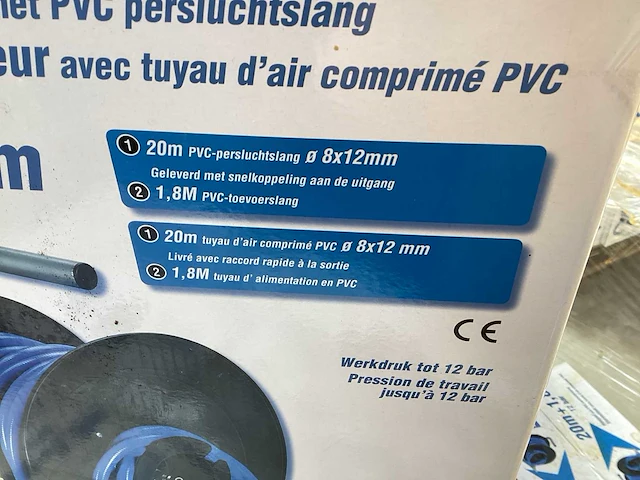 met PVC persluchtslang
eur avec tuyau d'air comprimé PVC
m
1 20m PVC-persluchtslang ø 8x12mm
Geleverd met snelkoppeling aan de uitgang
2 1,8M PVC-toevoerslang
1 20m tuyau d'air comprimé PVC ø 8x12 mm
Livré avec raccord rapide à la sortie
2 1,8M tuyau d' alimentation en PVC
CE
Werkdruk tot 12 bar
Pression de travail
jusqu'à 12 bar
20m + 1,8